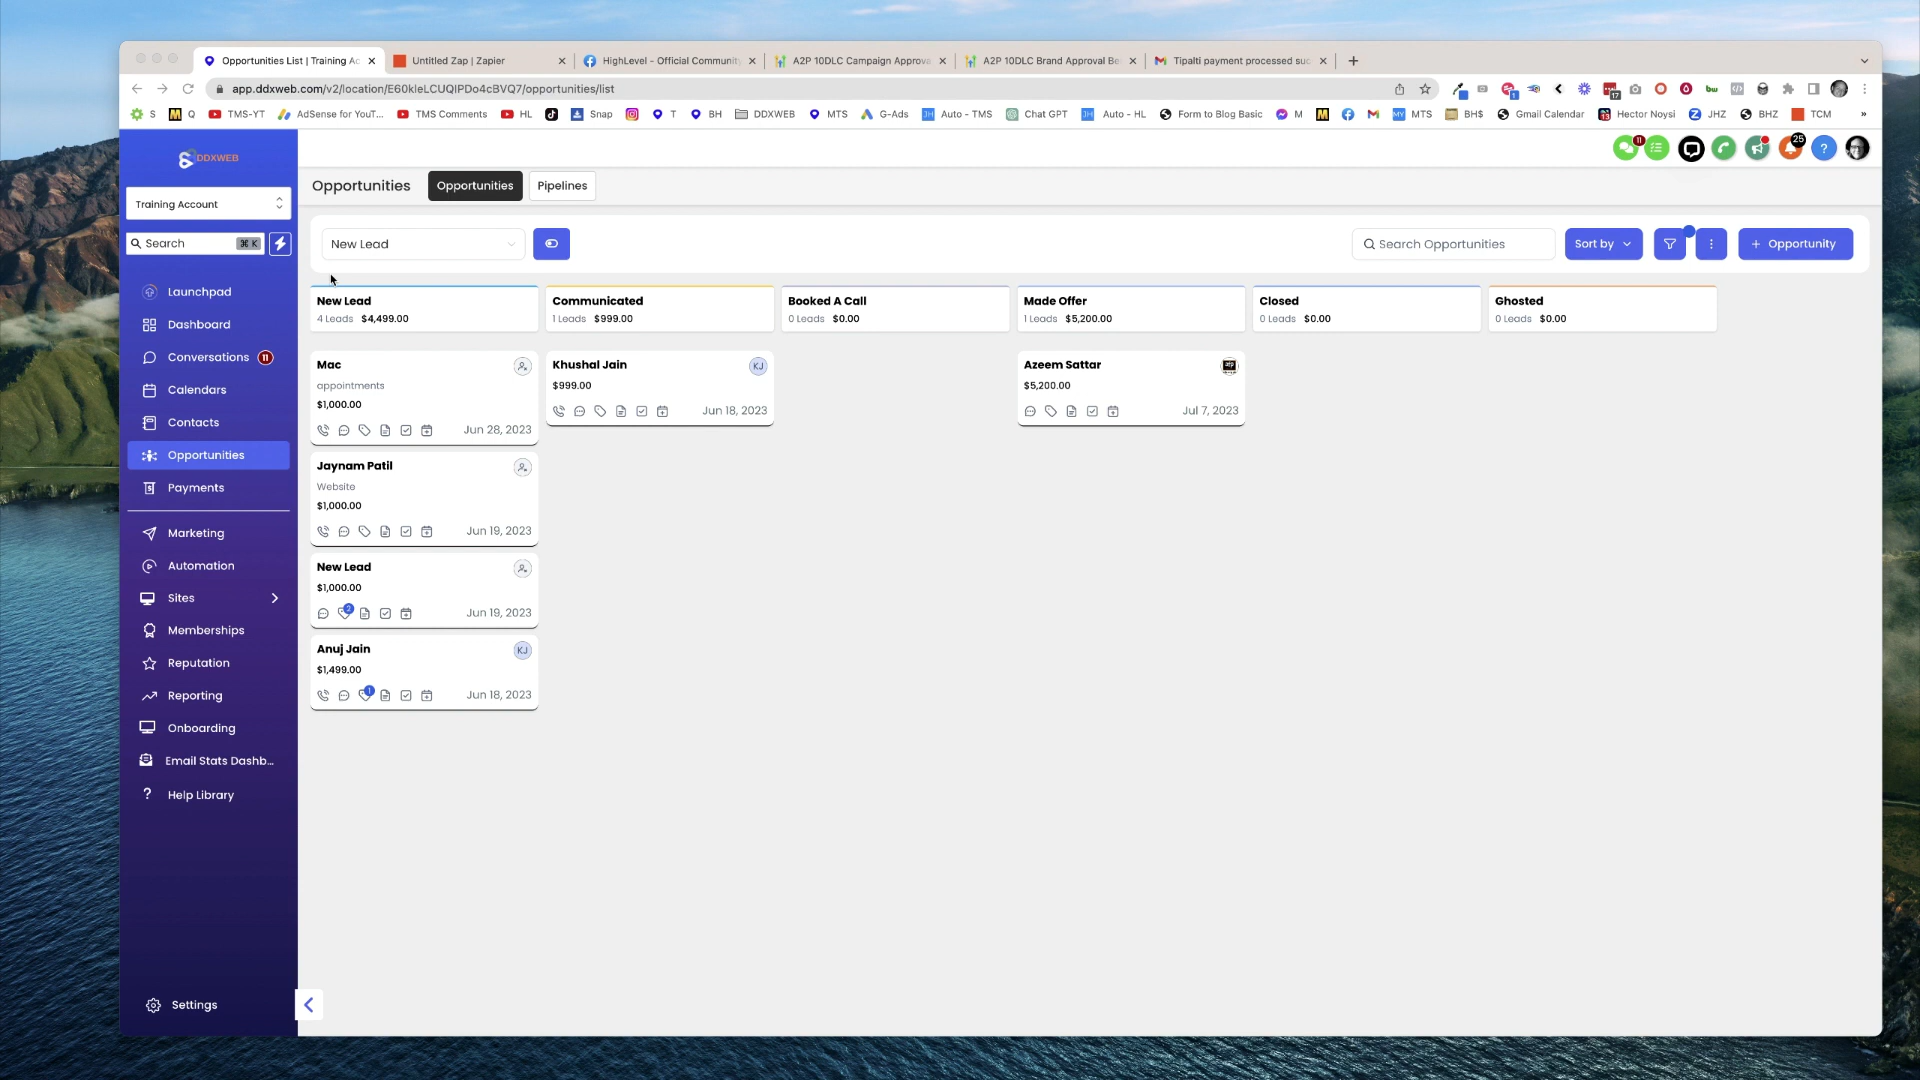 Opportunities List | Training Ac
Untitled Zap | Zapier
HighLevel - Official Communit
A2P 10DLC Campaign Approva
A2P 10DLC Brand Approval Be
Tipalti payment processed suc
app.ddxweb.com/v2/location/E60kleLCUQIPDo4cBVQ7/opportunities/list
1
17
bw
S
Q
TMS-YT
AdSense for YouT...
TMS Comments
HL
Snap
T
BH
DDXWEB
MTS
G-Ads
Auto - TMS
Chat GPT
Auto - HL
Form to Blog Basic
M
MTS
BH$
Gmail Calendar
Hector Noysi
JHZ
BHZ
TCM
»
DDXWEB
11
25
?
Training Account
Opportunities
Opportunities
Pipelines
Search
⌘ K
New Lead
Search Opportunities
Sort by
+ Opportunity
Launchpad
Dashboard
Conversations
11
Calendars
Contacts
Opportunities
Payments
Marketing
Automation
Sites
Memberships
Reputation
Reporting
Onboarding
Email Stats Dashb...
? Help Library
Settings
New Lead
4 Leads $4,499.00
Communicated
1 Leads $999.00
Booked A Call
0 Leads $0.00
Made Offer
1 Leads $5,200.00
Closed
0 Leads $0.00
Ghosted
0 Leads $0.00
Mac
appointments
$1,000.00
Jun 28, 2023
Jaynam Patil
Website
$1,000.00
Jun 19, 2023
New Lead
$1,000.00
2
Jun 19, 2023
Anuj Jain
KJ
$1,499.00
1
Jun 18, 2023
Khushal Jain
KJ
$999.00
Jun 18, 2023
Azeem Sattar
$5,200.00
Jul 7, 2023